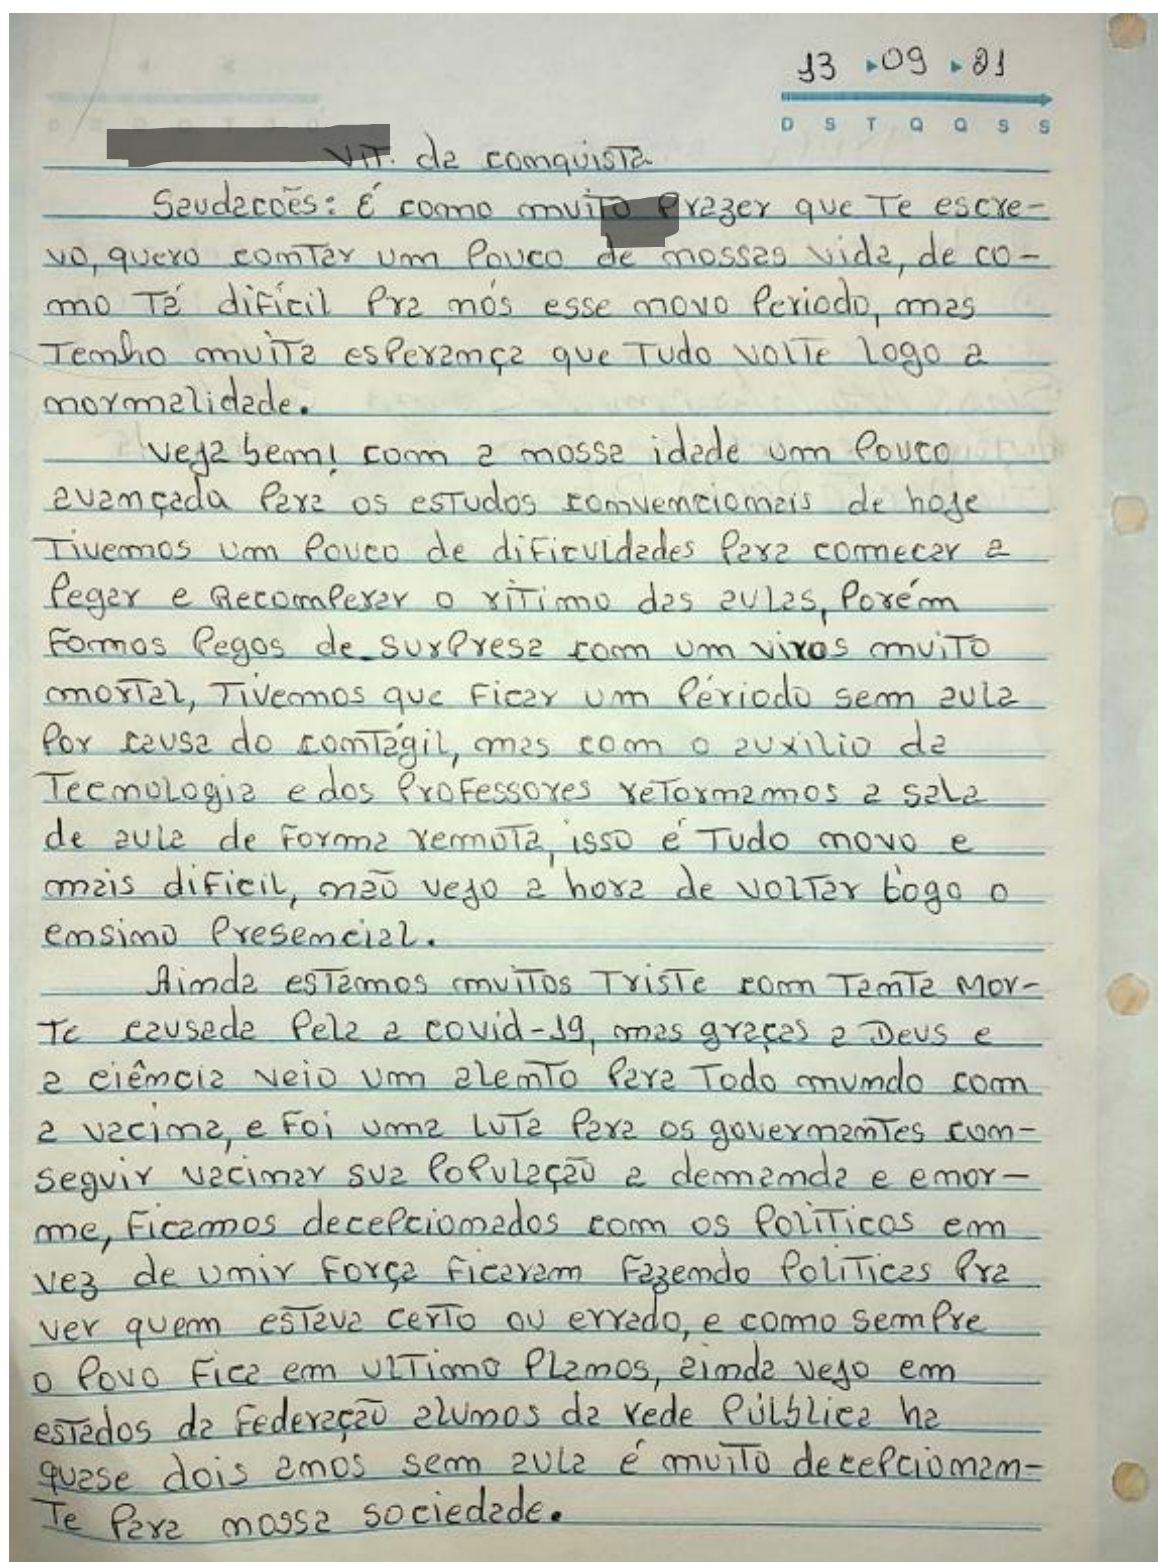 13 09 21
D S T Q Q S S
Vit. da conquista
Saudacões: É como muito Prazer que Te escre-
vo, quero contar um Pouco de nossas vida, de co-
mo Tá difícil Pra nós esse novo Periodo, mas
Tenho muita esperança que Tudo volte Logo a
normalidade.
Veja bem! com a nossa idade um Pouco
avançada Para os estudos convencionais de hoje
Tivemos um Pouco de dificuldades Para comecar a
Pegar e Recomperar o ritimo das aulas, Porém
Fomos Pegos de surpresa com um viros muito
mortal, Tivemos que Ficar um Périodo sem aula
Por causa do contágil, mas com o auxilio da
Tecnologia e dos Professores retornamos a sala
de aula de Forma remota, isso é Tudo novo e
mais dificil, não vejo a hora de voltar Logo o
ensino Presencial.
Ainda estamos muitos Triste com Tanta Mor-
Te causada Pela a covid-19, mas graças a Deus e
a ciência veio um alento Para Todo mundo com
a vacina, e Foi uma luta Para os governantes con-
seguir vacinar sua População a demanda e enor-
me, Ficamos decepcionados com os Políticos em
vez de unir Força Ficaram Fazendo Politicas Pra
ver quem estava certo ou errado, e como sempre
o Povo Fica em ultimo Planos, ainda vejo em
estados da Federação alunos da rede Pública ha
quase dois anos sem aula é muito decepcionan-
Te Para nossa sociedade.